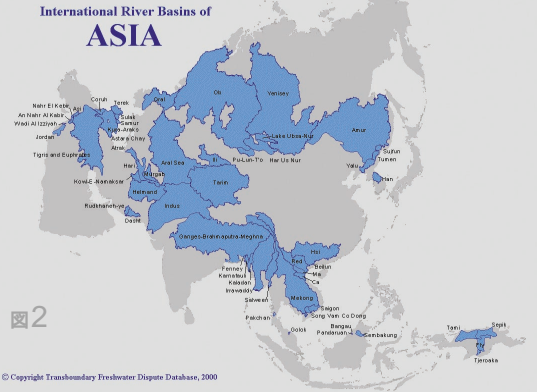 International River Basins of
ASIA
Nahr El Kebir
An Nahr Al Kabir
Wadi Al Izziyah
Jordan
Asi
Coruh
Terek
Sulak
Samur
Kura-Araks
Astara Chay
Atrak
Tigris and Euphrates
Oral
Ob
Yenisey
Lake Ubsa-Nur
Har Us Nur
Pu-Lun-T'o
Amur
Sufun
Tumen
Yalu
Han
Hari
Murgab
Aral Sea
Ili
Tarim
Kowl-E-Namaksar
Helmand
Rudkhaneh-ye
Dasht
Indus
Ganges-Brahmaputra-Meghna
Fenney
Karnafauli
Kaladan
Irrawaddy
Salween
Pakchan
Hsi
Red
Beilun
Ma
Ca
Mekong
Saigon
Song Vam Co Dong
Golok
Bangau
Pandaruan
Sembakung
Tami
Sepik
Fly
Tjeroaka
図2
© Copyright Transboundary Freshwater Dispute Database, 2000